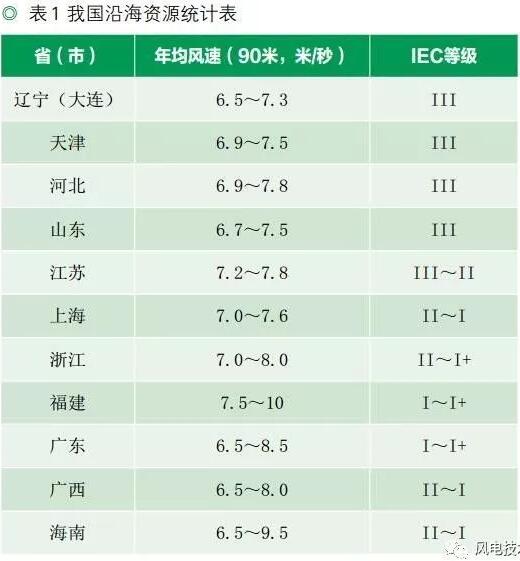 ◎ 表1 我国沿海资源统计表
省（市） 年均风速（90米，米/秒） IEC等级
辽宁（大连） 6.5～7.3 III
天津 6.9～7.5 III
河北 6.9～7.8 III
山东 6.7～7.5 III
江苏 7.2～7.8 III～II
上海 7.0～7.6 II～I
浙江 7.0～8.0 II～I+
福建 7.5～10 I～I+
广东 6.5～8.5 I～I+
广西 6.5～8.0 II～I
海南 6.5～9.5 II～I
风电技